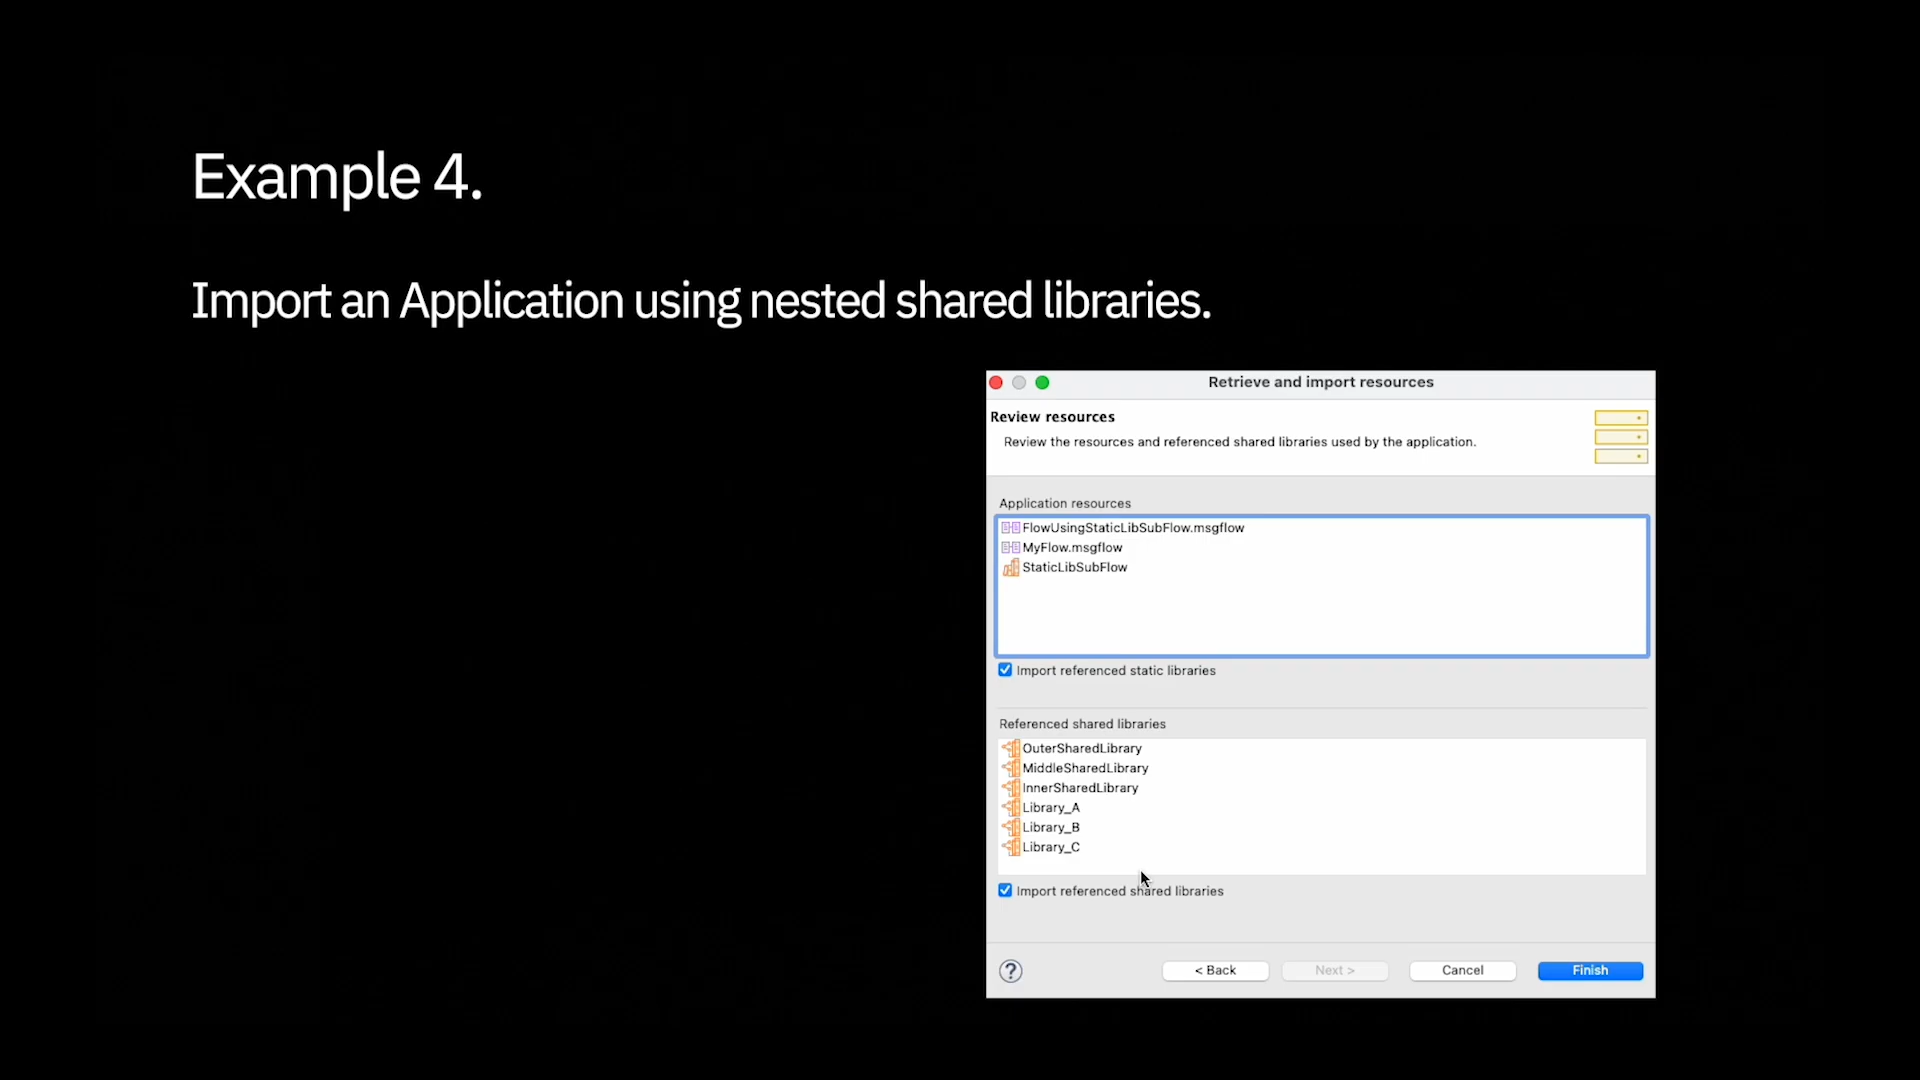 Example 4.
Import an Application using nested shared libraries.
Retrieve and import resources
Review resources
Review the resources and referenced shared libraries used by the application.
Application resources
FlowUsingStaticLibSubFlow.msgflow
MyFlow.msgflow
StaticLibSubFlow
Import referenced static libraries
Referenced shared libraries
OuterSharedLibrary
MiddleSharedLibrary
InnerSharedLibrary
Library_A
Library_B
Library_C
Import referenced shared libraries
?
< Back
Next >
Cancel
Finish